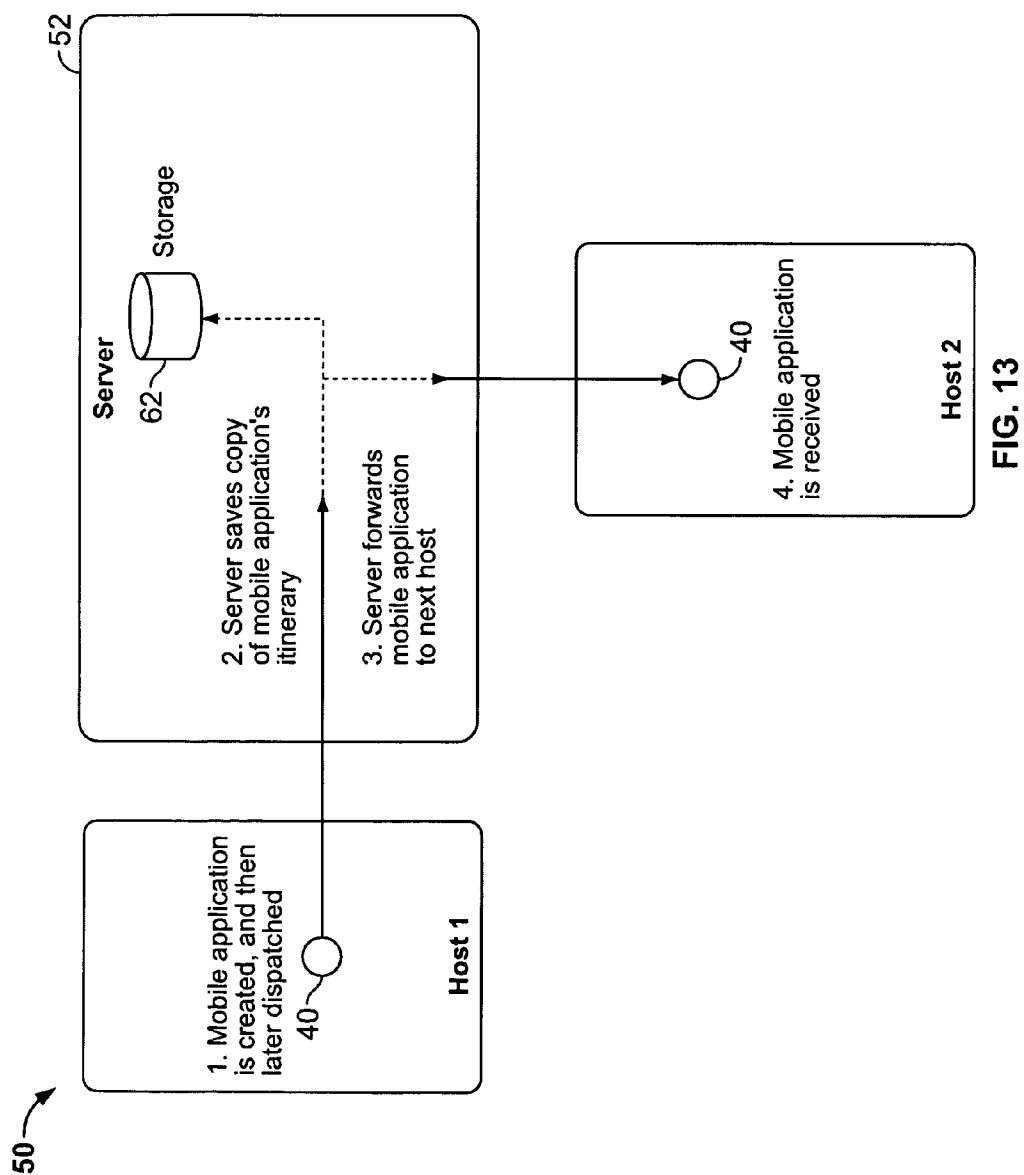 50
52
Server
62
Storage
2. Server saves copy
of mobile application's
itinerary
3. Server forwards
mobile application
to next host
1. Mobile application
is created, and then
later dispatched
40
Host 1
4. Mobile application
is received
40
Host 2
FIG. 13